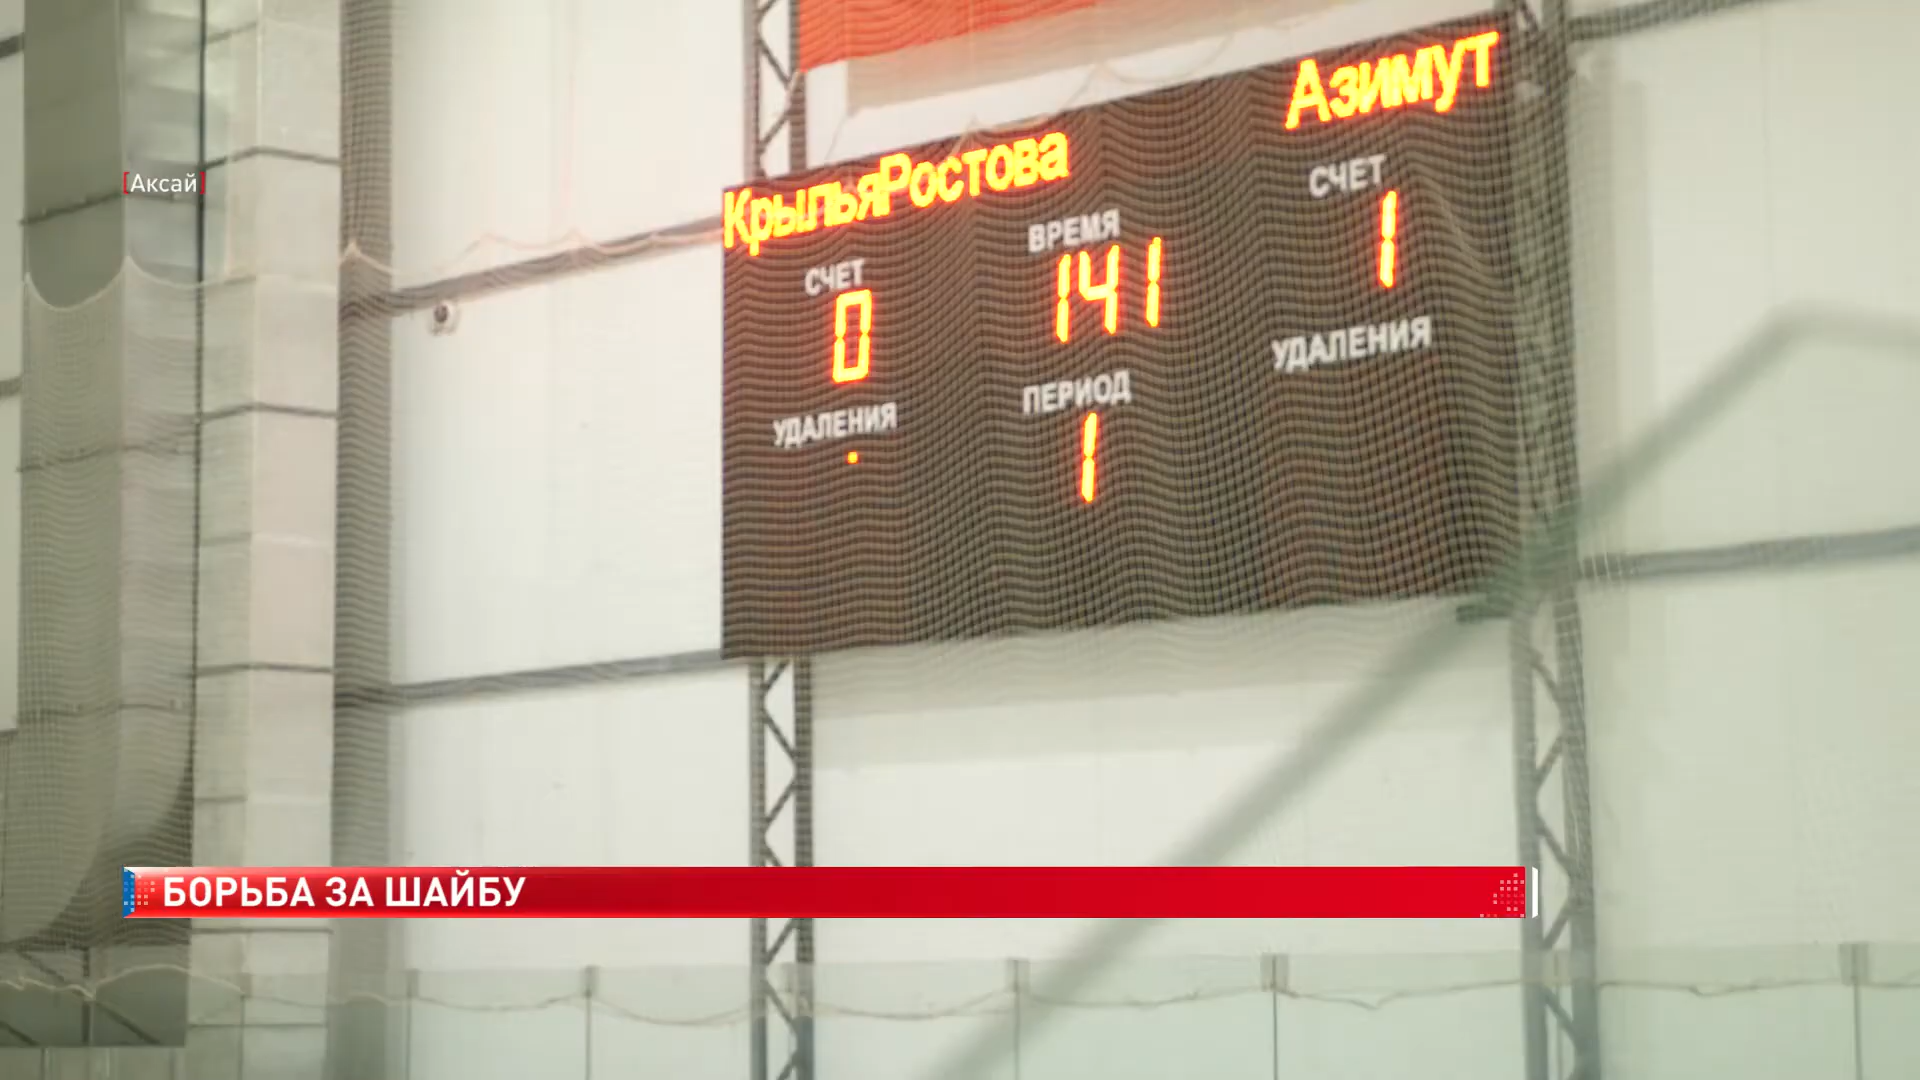 [Аксай]
КрыльяРостова
Азимут
СЧЕТ
ВРЕМЯ
СЧЕТ
0
141
1
УДАЛЕНИЯ
ПЕРИОД
УДАЛЕНИЯ
1
БОРЬБА ЗА ШАЙБУ